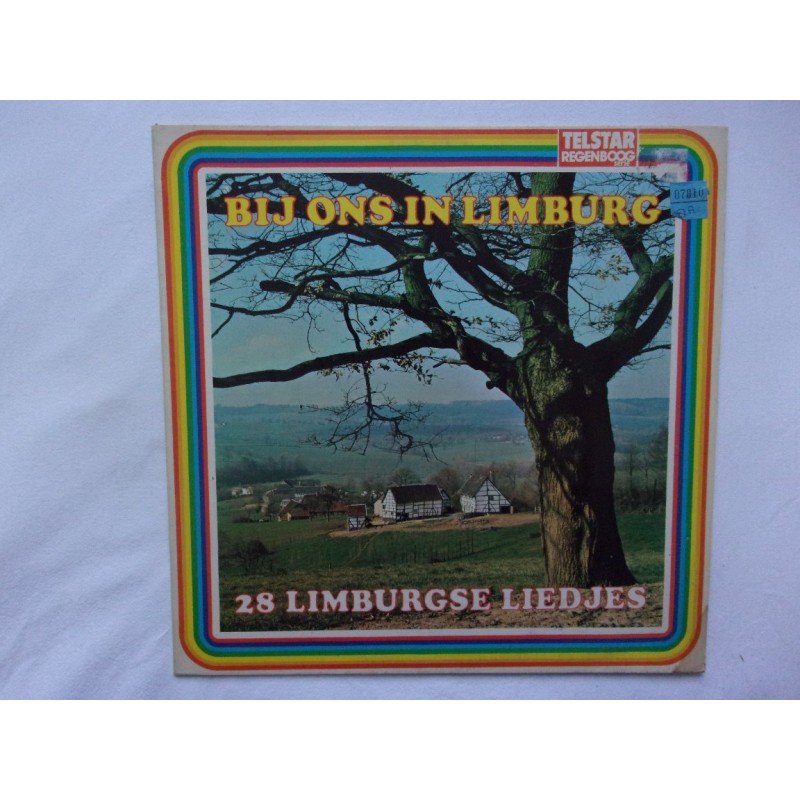 TELSTAR
REGENBOOG
BIJ ONS IN LIMBURG
28 LIMBURGSE LIEDJES